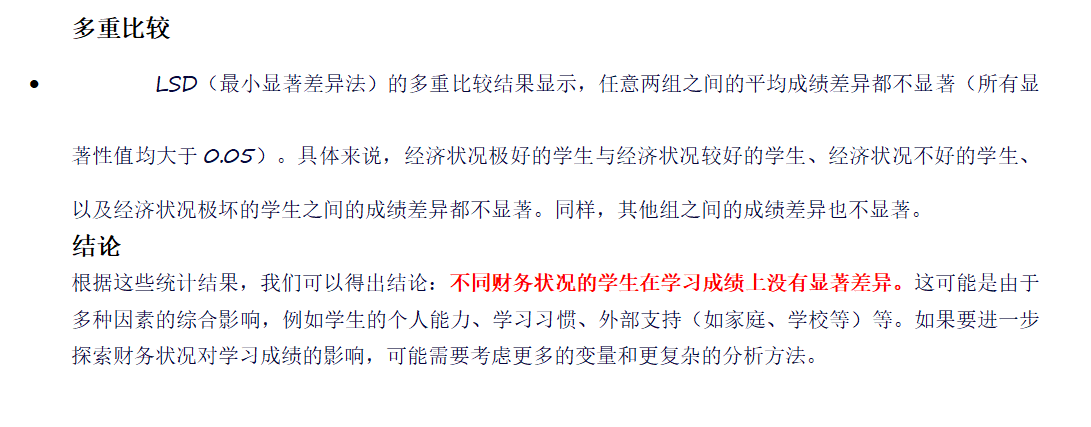 多重比较
• LSD（最小显著差异法）的多重比较结果显示，任意两组之间的平均成绩差异都不显著（所有显
著性值均大于 0.05）。具体来说，经济状况极好的学生与经济状况较好的学生、经济状况不好的学生、
以及经济状况极坏的学生之间的成绩差异都不显著。同样，其他组之间的成绩差异也不显著。
结论
根据这些统计结果，我们可以得出结论：不同财务状况的学生在学习成绩上没有显著差异。这可能是由于
多种因素的综合影响，例如学生的个人能力、学习习惯、外部支持（如家庭、学校等）等。如果要进一步
探索财务状况对学习成绩的影响，可能需要考虑更多的变量和更复杂的分析方法。